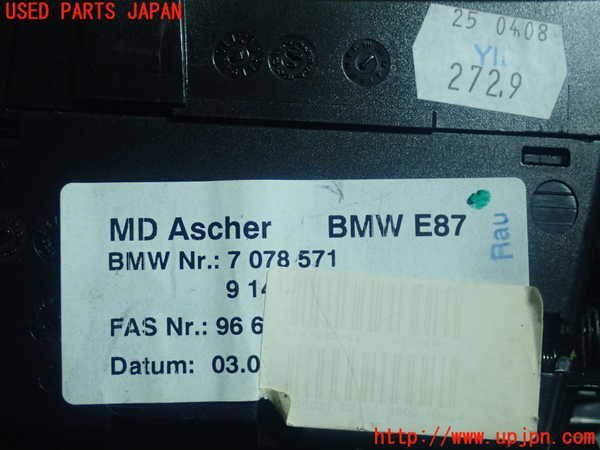 USED PARTS JAPAN
25 0408
272.9
MD Ascher BMW E87
BMW Nr.: 7 078 571
9 14
FAS Nr.: 96 6
Datum: 03.0
Rau
http://www.upjpn.com/